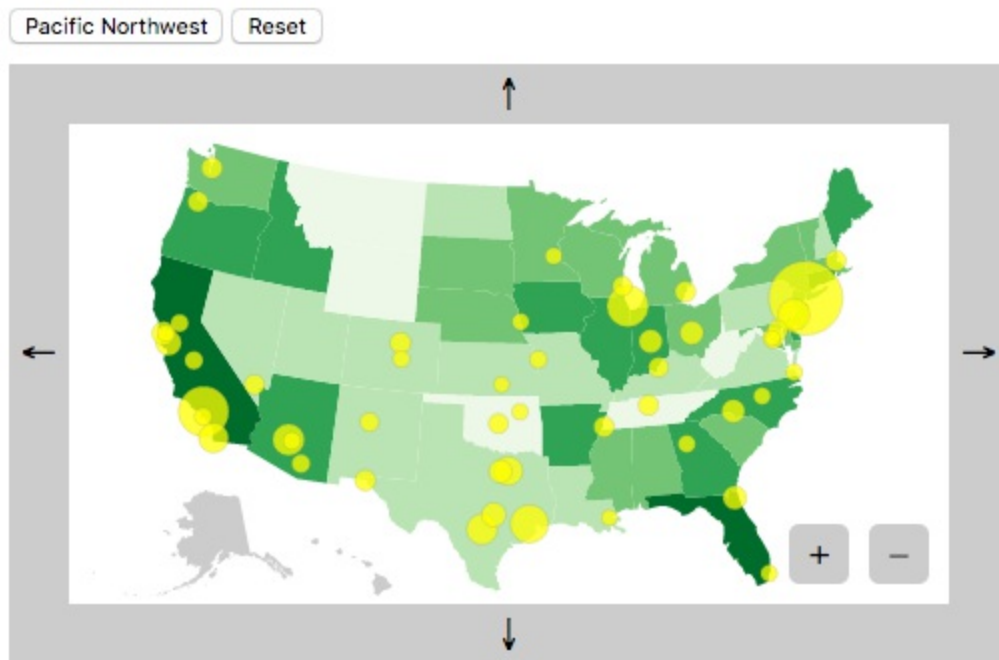 Pacific Northwest Reset
↑
← →
+ −
↓